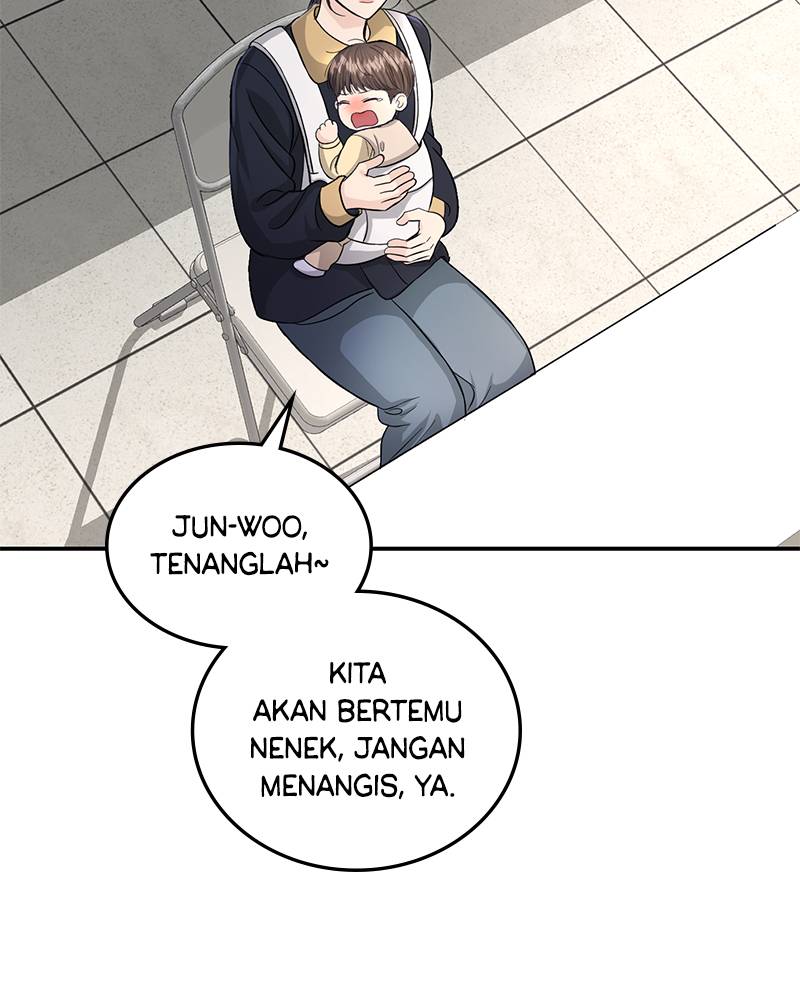 JUN-WOO,
TENANGLAH~
KITA
AKAN BERTEMU
NENEK, JANGAN
MENANGIS, YA.